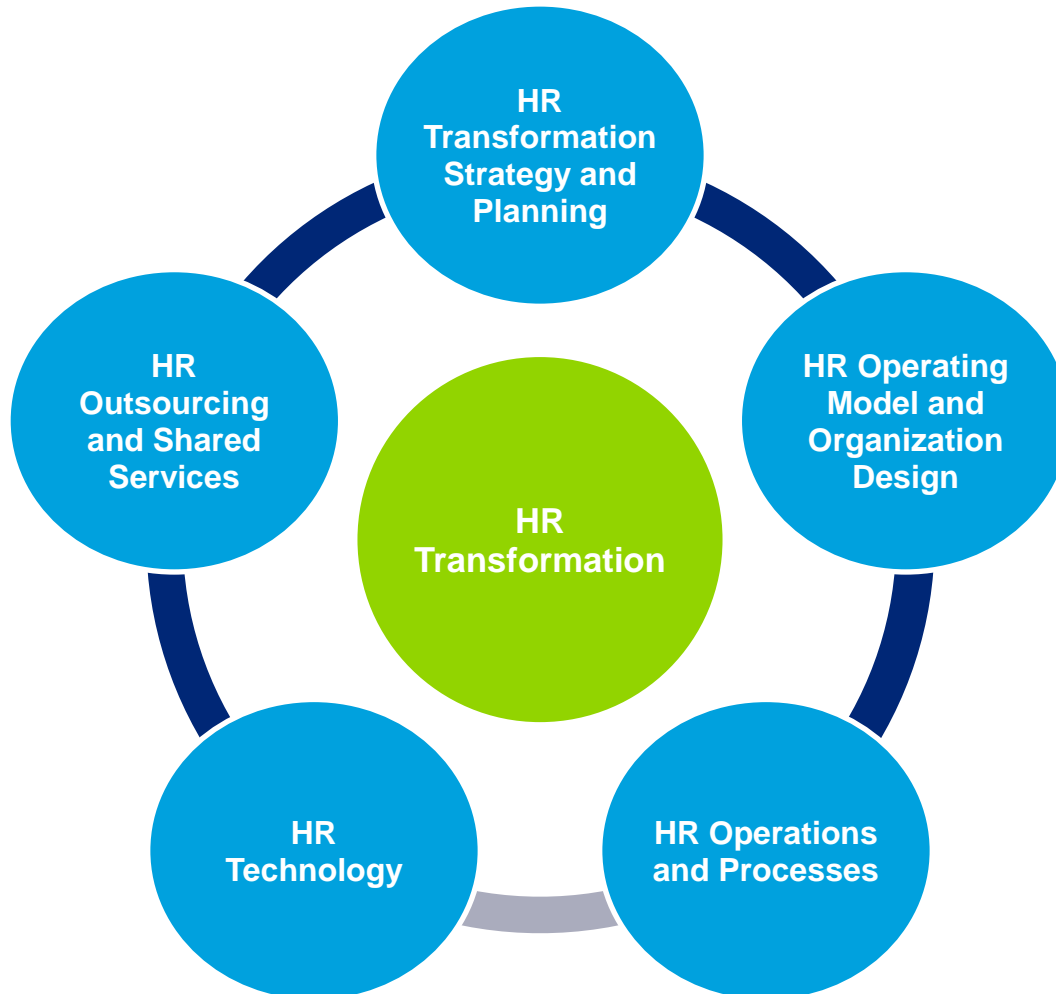 HR
Transformation
Strategy and
Planning
HR Operating
Model and
Organization
Design
HR Operations
and Processes
HR
Technology
HR
Outsourcing
and Shared
Services
HR
Transformation